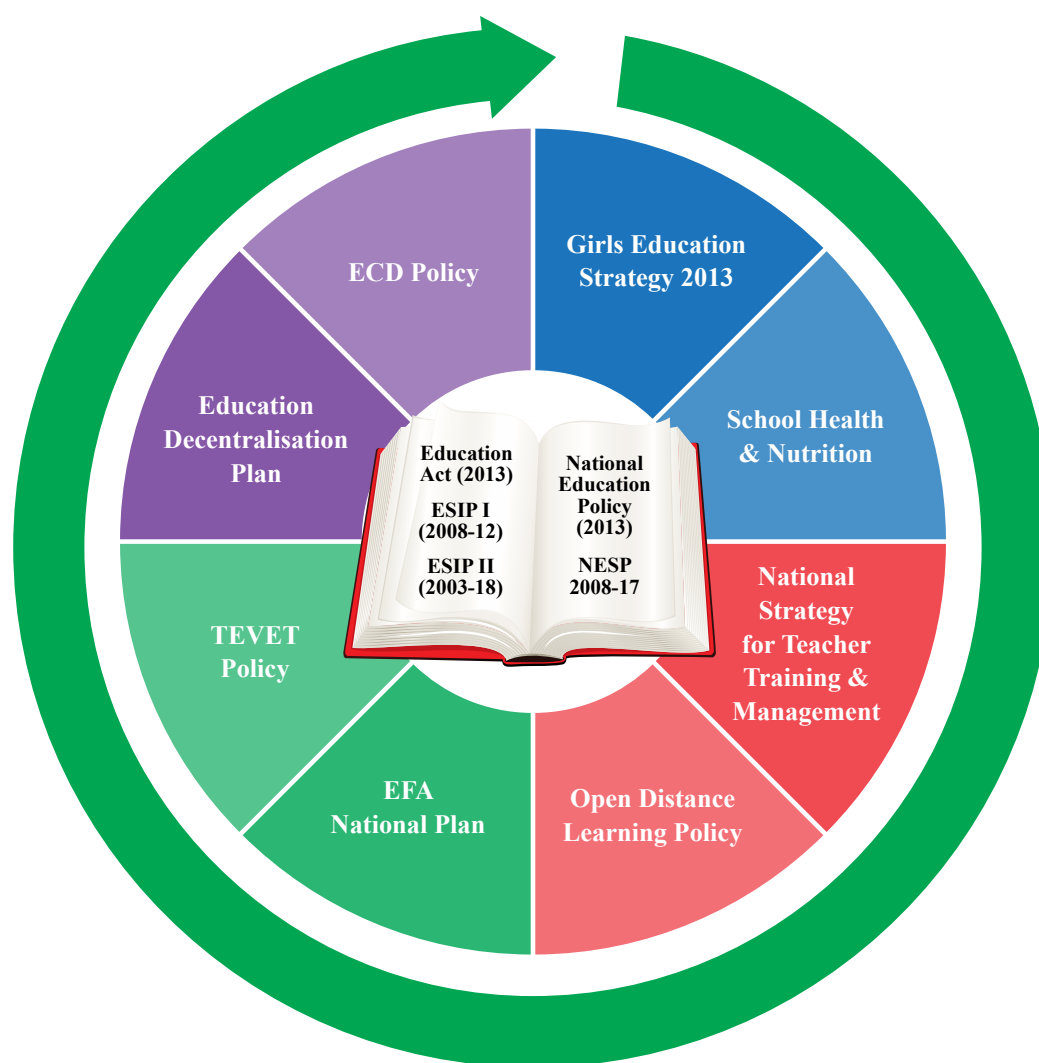 Girls Education
Strategy 2013
School Health
& Nutrition
National
Strategy
for Teacher
Training &
Management
Open Distance
Learning Policy
EFA
National Plan
TEVET
Policy
Education
Decentralisation
Plan
ECD Policy
Education
Act (2013)
ESIP I
(2008-12)
ESIP II
(2003-18)
National
Education
Policy
(2013)
NESP
2008-17